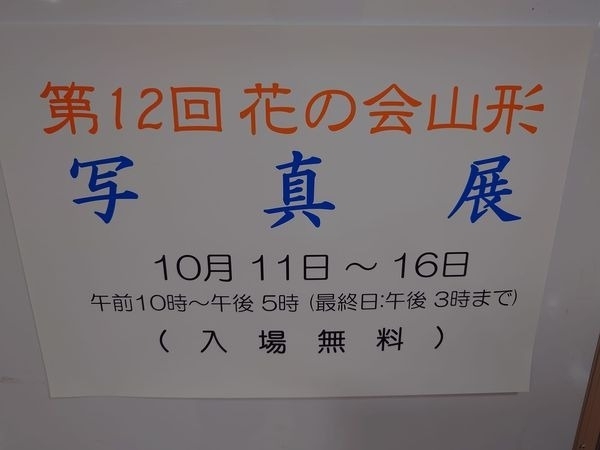 第12回 花の会山形
写真展
10月 11日 ～ 16日
午前10時～午後 5時 (最終日:午後 3時まで)
( 入場無料 )